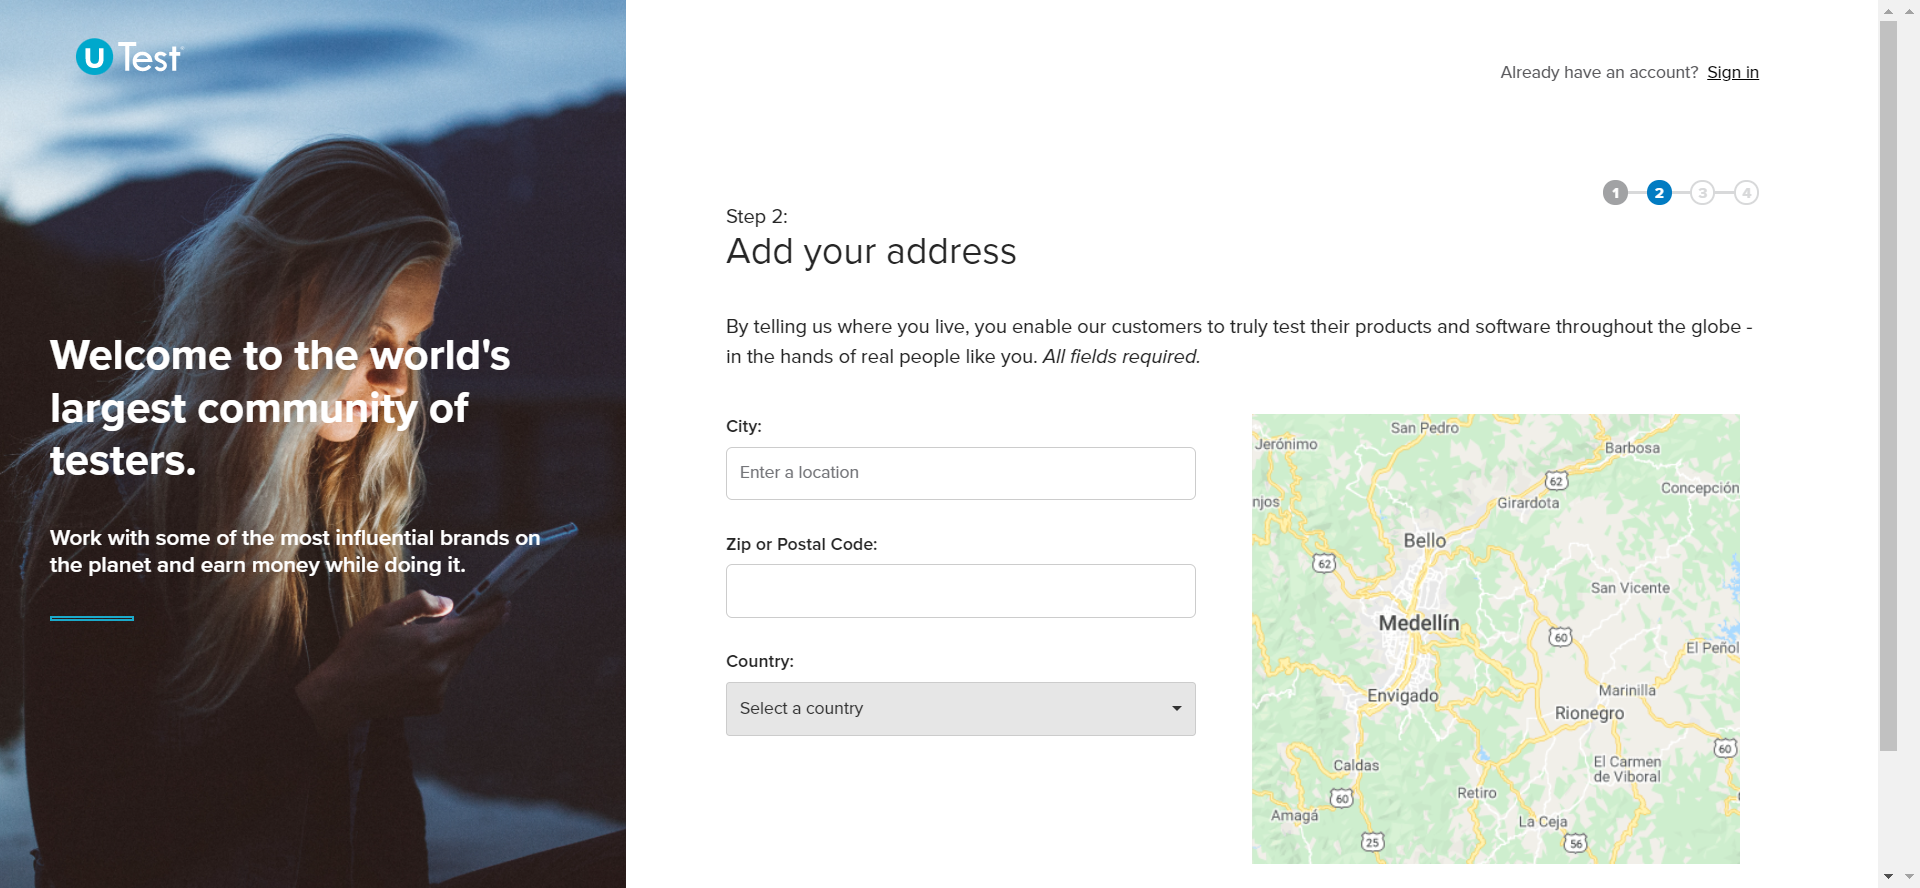 U Test
Welcome to the world's
largest community of
testers.
Work with some of the most influential brands on
the planet and earn money while doing it.
Already have an account? Sign in
1 2 3 4
Step 2:
Add your address
By telling us where you live, you enable our customers to truly test their products and software throughout the globe -
in the hands of real people like you. All fields required.
City:
Enter a location
Zip or Postal Code:
Country:
Select a country
San Pedro
Jerónimo
Barbosa
62
Concepción
njos
Girardota
Bello
62
San Vicente
Medellín
60
El Peñol
Envigado
Marinilla
Rionegro
60
Caldas
El Carmen
de Viboral
Retiro
60
Amagá
La Ceja
25
56